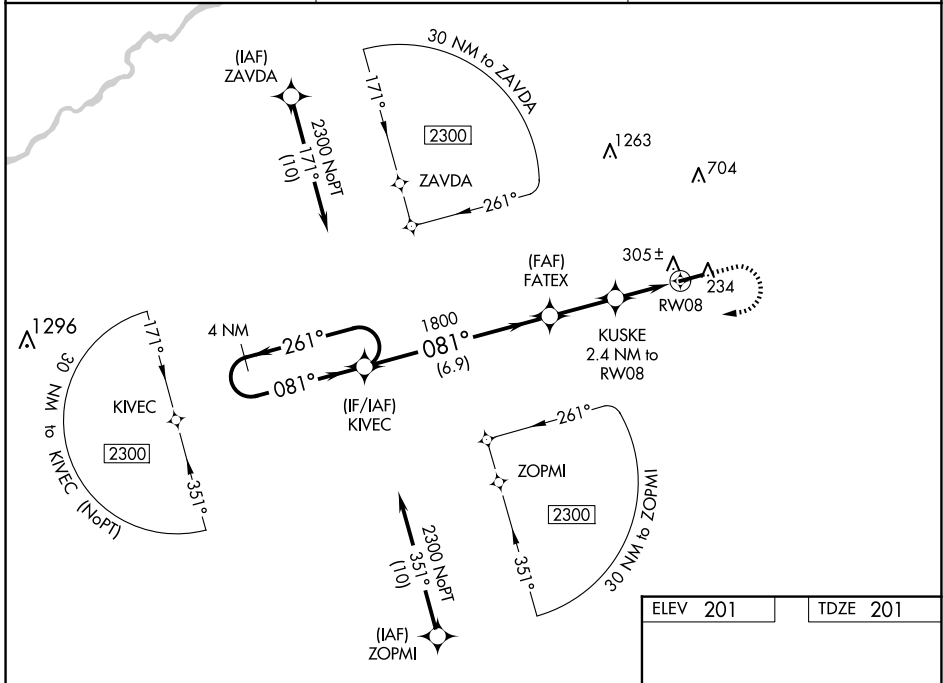 (IAF)
ZAVDA
2300 NoPT
171°
(10)
30 NM to ZAVDA
171°
2300
ZAVDA
261°
1263
704
(FAF)
FATEX
305±
234
RW08
KUSKE
2.4 NM to
RW08
1800
081°
(6.9)
4 NM
261°
081°
(IF/IAF)
KIVEC
1296
171°
KIVEC
2300
351°
30 NM to KIVEC (NoPT)
261°
ZOPMI
2300
351°
30 NM to ZOPMI
2300 NoPT
351°
(10)
(IAF)
ZOPMI
ELEV 201
TDZE 201